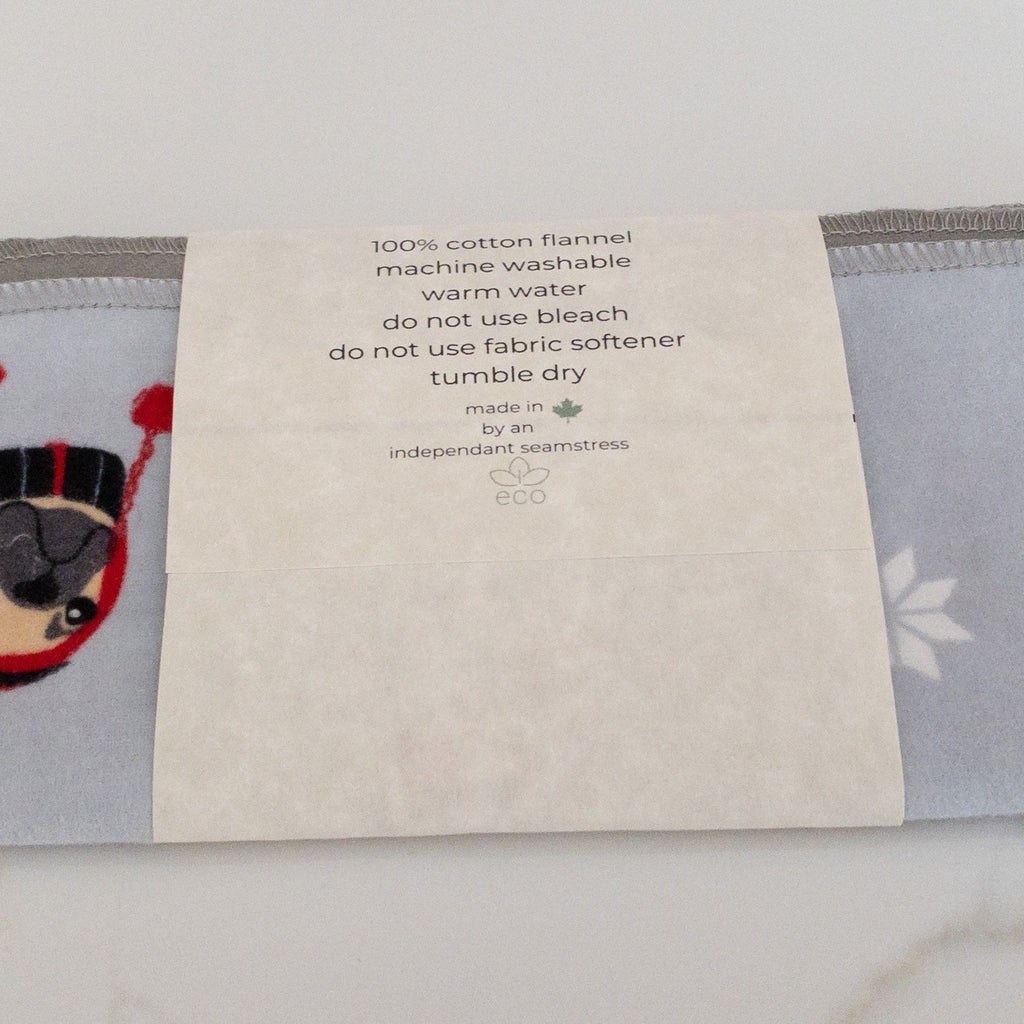 100% cotton flannel
machine washable
warm water
do not use bleach
do not use fabric softener
tumble dry
made in
by an
independant seamstress
eco